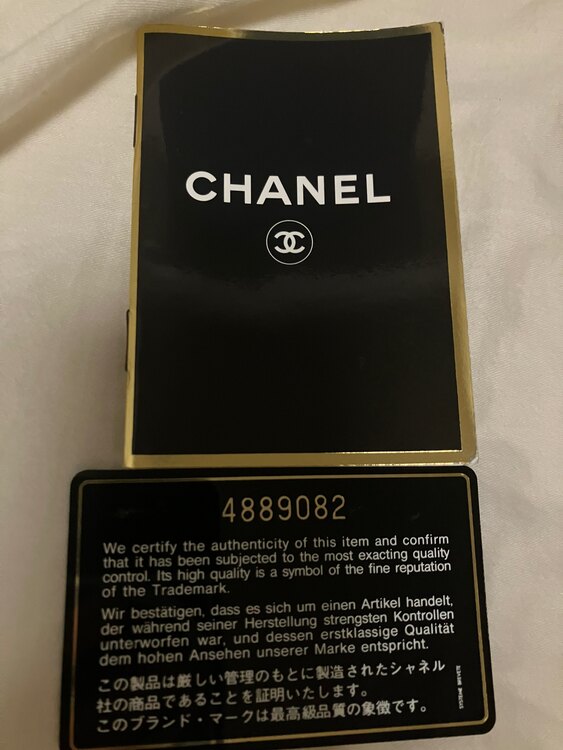 CHANEL
4889082
We certify the authenticity of this item and confirm
that it has been subjected to the most exacting quality
control. Its high quality is a symbol of the fine reputation
of the Trademark.
Wir bestätigen, dass es sich um einen Artikel handelt,
der während seiner Herstellung strengsten Kontrollen
unterworfen war, und dessen erstklassige Qualität
dem hohen Ansehen unserer Marke entspricht.
この製品は厳しい管理のもとに製造されたシャネル
社の商品であることを証明いたします。
このブランド・マークは最高級品質の象徴です。